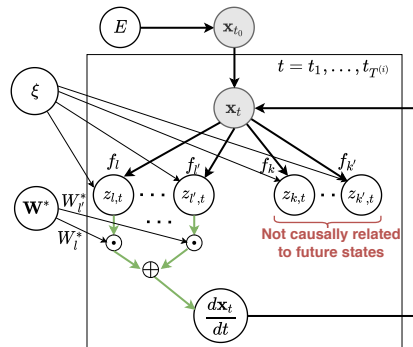 E
𝐱_{t_0}
t = t_1, . . . , t_{T^{(i)}}
ξ
𝐱_t
f_l
f_{l'}
f_k
f_{k'}
z_{l,t}
. . .
z_{l',t}
z_{k,t}
. .
z_{k',t}
𝐖*
W*_{l'}
. . .
W*_l
Not causally related
to future states
d𝐱_t
dt